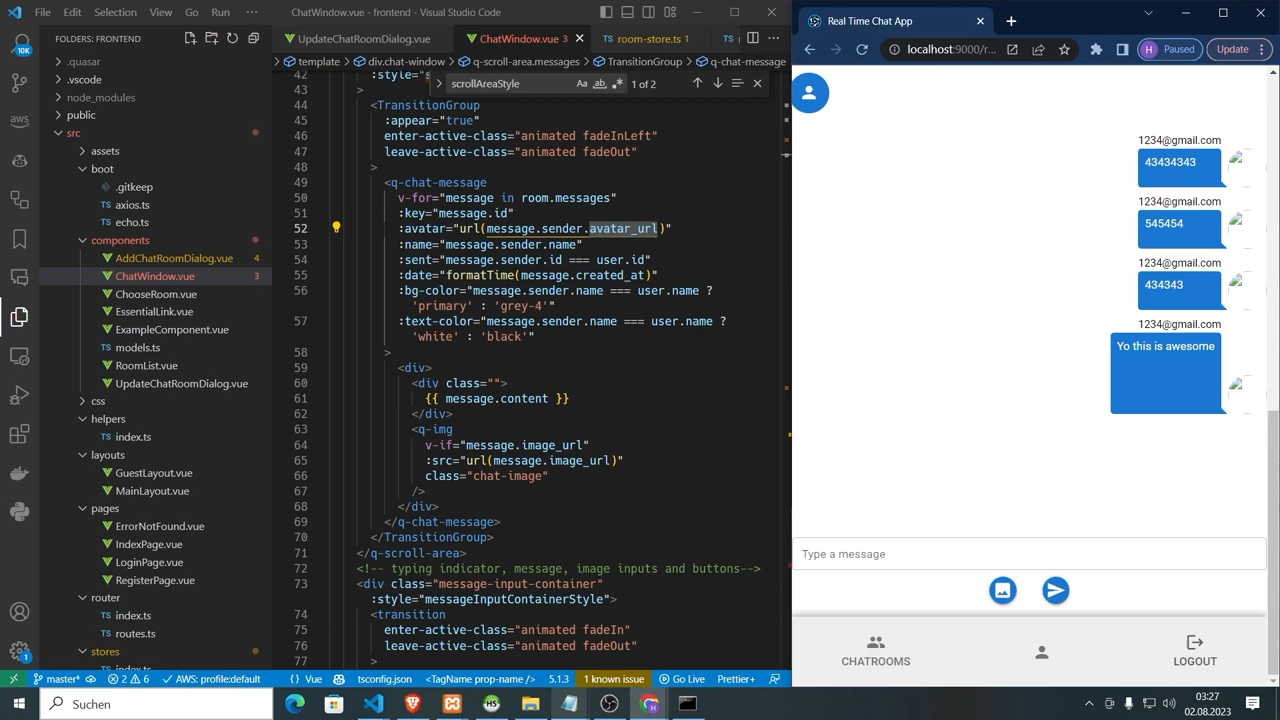 File
Edit
Selection
View
Go
Run
···
ChatWindow.vue - frontend - Visual Studio Code
10K
FOLDERS: FRONTEND
.quasar
.vscode
node_modules
public
src
assets
boot
.gitkeep
TS axios.ts
TS echo.ts
components
AddChatRoomDialog.vue 4
ChatWindow.vue 3
ChooseRoom.vue
EssentialLink.vue
ExampleComponent.vue
TS models.ts
RoomList.vue
UpdateChatRoomDialog.vue
css
helpers
TS index.ts
layouts
GuestLayout.vue
MainLayout.vue
pages
ErrorNotFound.vue
IndexPage.vue
LoginPage.vue
RegisterPage.vue
router
TS index.ts
TS routes.ts
stores
TS index.ts
aws
1
UpdateChatRoomDialog.vue
ChatWindow.vue 3
TS room-store.ts 1
template > div.chat-window > q-scroll-area.messages > TransitionGroup > q-chat-message
scrollAreaStyle
Aa ab .* 1 of 2
42 :style="s
43 >
44 <TransitionGroup
45 :appear="true"
46 enter-active-class="animated fadeInLeft"
47 leave-active-class="animated fadeOut"
48 >
49 <q-chat-message
50 v-for="message in room.messages"
51 :key="message.id"
52 :avatar="url(message.sender.avatar_url)"
53 :name="message.sender.name"
54 :sent="message.sender.id === user.id"
55 :date="formatTime(message.created_at)"
56 :bg-color="message.sender.name === user.name ?
'primary' : 'grey-4'"
57 :text-color="message.sender.name === user.name ?
'white' : 'black'"
58 >
59 <div>
60 <div class="">
61 {{ message.content }}
62 </div>
63 <q-img
64 v-if="message.image_url"
65 :src="url(message.image_url)"
66 class="chat-image"
67 />
68 </div>
69 </q-chat-message>
70 </TransitionGroup>
71 </q-scroll-area>
72 <!-- typing indicator, message, image inputs and buttons-->
73 <div class="message-input-container"
:style="messageInputContainerStyle">
74 <transition
75 enter-active-class="animated fadeIn"
76 leave-active-class="animated fadeOut"
77 >
master* 2 6 AWS: profile:default {} Vue tsconfig.json <TagName prop-name /> 5.1.3 1 known issue Go Live Prettier+
Real Time Chat App
localhost:9000/r...
H Paused
Update
1234@gmail.com
43434343
1234@gmail.com
545454
1234@gmail.com
434343
1234@gmail.com
Yo this is awesome
Type a message
CHATROOMS
LOGOUT
Suchen
HS
H
03:27
02.08.2023